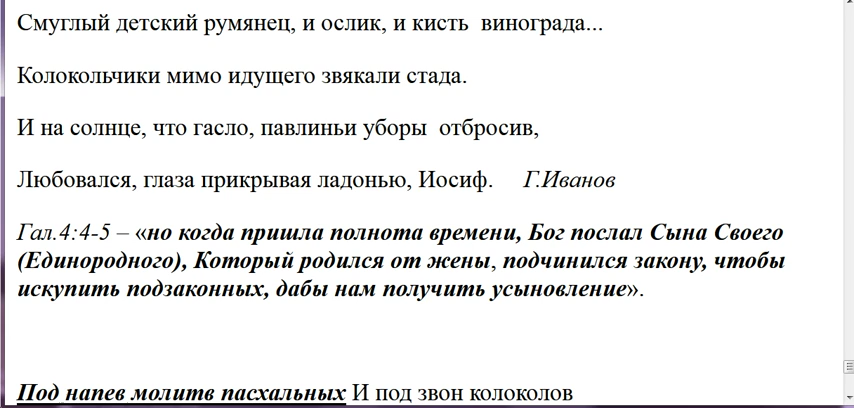 Смуглый детский румянец, и ослик, и кисть  винограда...
Колокольчики мимо идущего звякали стада.
И на солнце, что гасло, павлиньи уборы  отбросив,
Любовался, глаза прикрывая ладонью, Иосиф.     Г.Иванов
Гал.4:4-5 – «но когда пришла полнота времени, Бог послал Сына Своего
(Единородного), Который родился от жены, подчинился закону, чтобы
искупить подзаконных, дабы нам получить усыновление».
Под напев молитв пасхальных И под звон колоколов